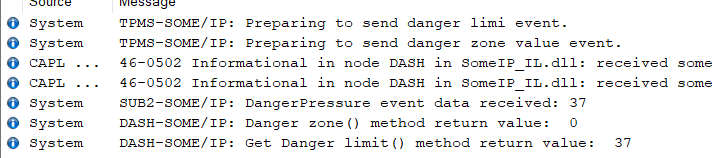 Source Message
System TPMS-SOME/IP: Preparing to send danger limi event.
System TPMS-SOME/IP: Preparing to send danger zone value event.
CAPL ... 46-0502 Informational in node DASH in SomeIP_IL.dll: received some
CAPL ... 46-0502 Informational in node DASH in SomeIP_IL.dll: received some
System SUB2-SOME/IP: DangerPressure event data received: 37
System DASH-SOME/IP: Danger zone() method return value: 0
System DASH-SOME/IP: Get Danger limit() method return value: 37